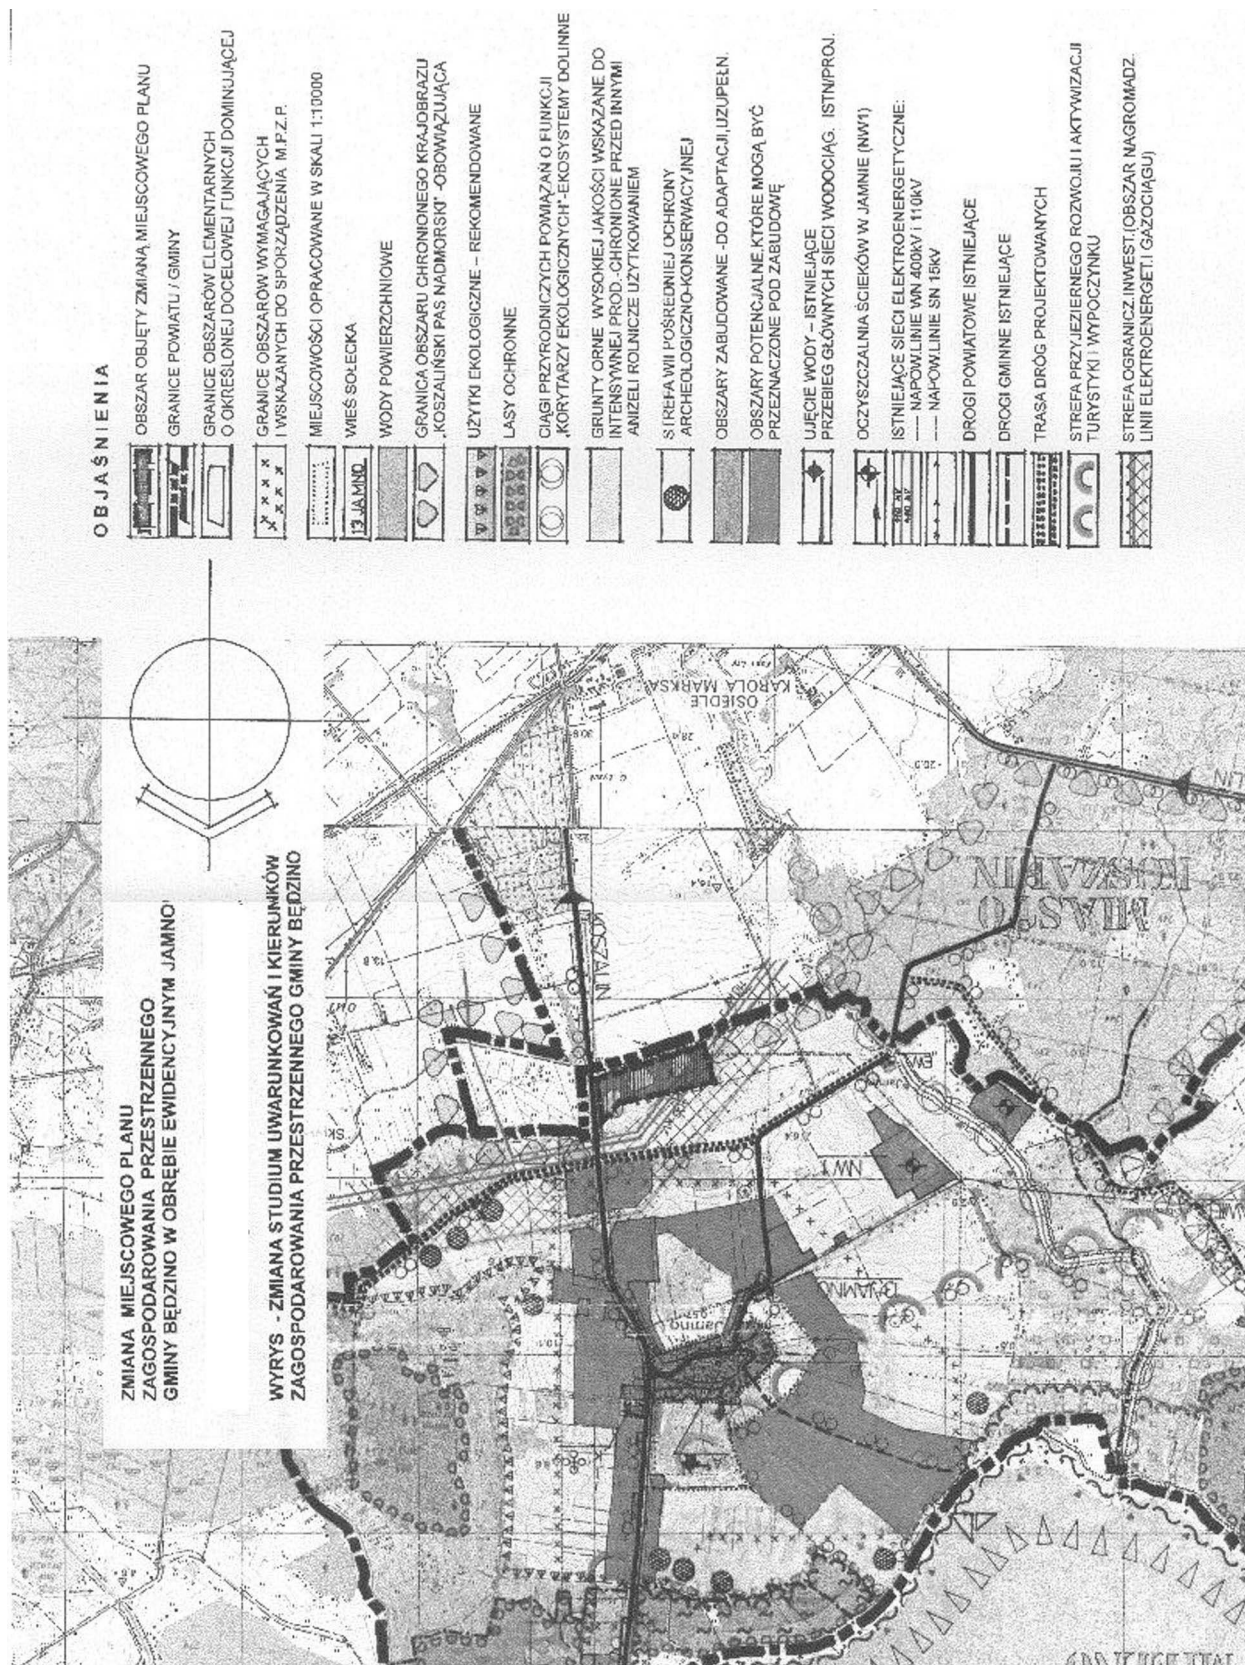 ZMIANA MIEJSCOWEGO PLANU
ZAGOSPODAROWANIA PRZESTRZENNEGO
GMINY BĘDZINO W OBRĘBIE EWIDENCYJNYM JAMNO
WYRYS - ZMIANA STUDIUM UWARUNKOWAŃ I KIERUNKÓW
ZAGOSPODAROWANIA PRZESTRZENNEGO GMINY BĘDZINO
OBJAŚNIENIA
OBSZAR OBJĘTY ZMIANĄ MIEJSCOWEGO PLANU
GRANICE POWIATU / GMINY
GRANICE OBSZARÓW ELEMENTARNYCH
O OKREŚLONEJ DOCELOWEJ FUNKCJI DOMINUJĄCEJ
GRANICE OBSZARÓW WYMAGAJĄCYCH
I WSKAZANYCH DO SPORZĄDZENIA M.P.Z.P.
MIEJSCOWOŚCI OPRACOWANE W SKALI 1:10000
13 JAMNO
WIEŚ SOŁECKA
WODY POWIERZCHNIOWE
GRANICA OBSZARU CHRONIONEGO KRAJOBRAZU
„KOSZALIŃSKI PAS NADMORSKI" -OBOWIĄZUJĄCA
UŻYTKI EKOLOGICZNE – REKOMENDOWANE
LASY OCHRONNE
CIĄGI PRZYRODNICZYCH POWIĄZAŃ O FUNKCJI
„KORYTARZY EKOLOGICZNYCH"-EKOSYSTEMY DOLINNE
GRUNTY ORNE WYSOKIEJ JAKOŚCI WSKAZANE DO
INTENSYWNEJ PROD.-CHRONIONE PRZED INNYMI
ANIŻELI ROLNICZE UŻYTKOWANIEM
STREFA WIII POŚREDNIEJ OCHRONY
ARCHEOLOGICZNO-KONSERWACYJNEJ
OBSZARY ZABUDOWANE -DO ADAPTACJI,UZUPEŁN.
OBSZARY POTENCJALNE,KTÓRE MOGĄ BYĆ
PRZEZNACZONE POD ZABUDOWĘ
UJĘCIE WODY – ISTNIEJĄCE
PRZEBIEG GŁÓWNYCH SIECI WODOCIĄG. ISTN/PROJ.
OCZYSZCZALNIA ŚCIEKÓW W JAMNIE (NW1)
ISTNIEJĄCE SIECI ELEKTROENERGETYCZNE:
NAPOW.LINIE WN 400kV i 110kV
NAPOW.LINIE SN 15kV
DROGI POWIATOWE ISTNIEJĄCE
DROGI GMINNE ISTNIEJĄCE
TRASA DRÓG PROJEKTOWANYCH
STREFA PRZYJEZIERNEGO ROZWOJU I AKTYWIZACJI
TURYSTYKI I WYPOCZYNKU
STREFA OGRANICZ.INWEST.(OBSZAR NAGROMADZ.
LINII ELEKTROENERGET.I GAZOCIĄGU)
OSIEDLE
KAROLA MARKSA
KOSZALIN
MIASTO
NW1
Jamno
13 JAMNO